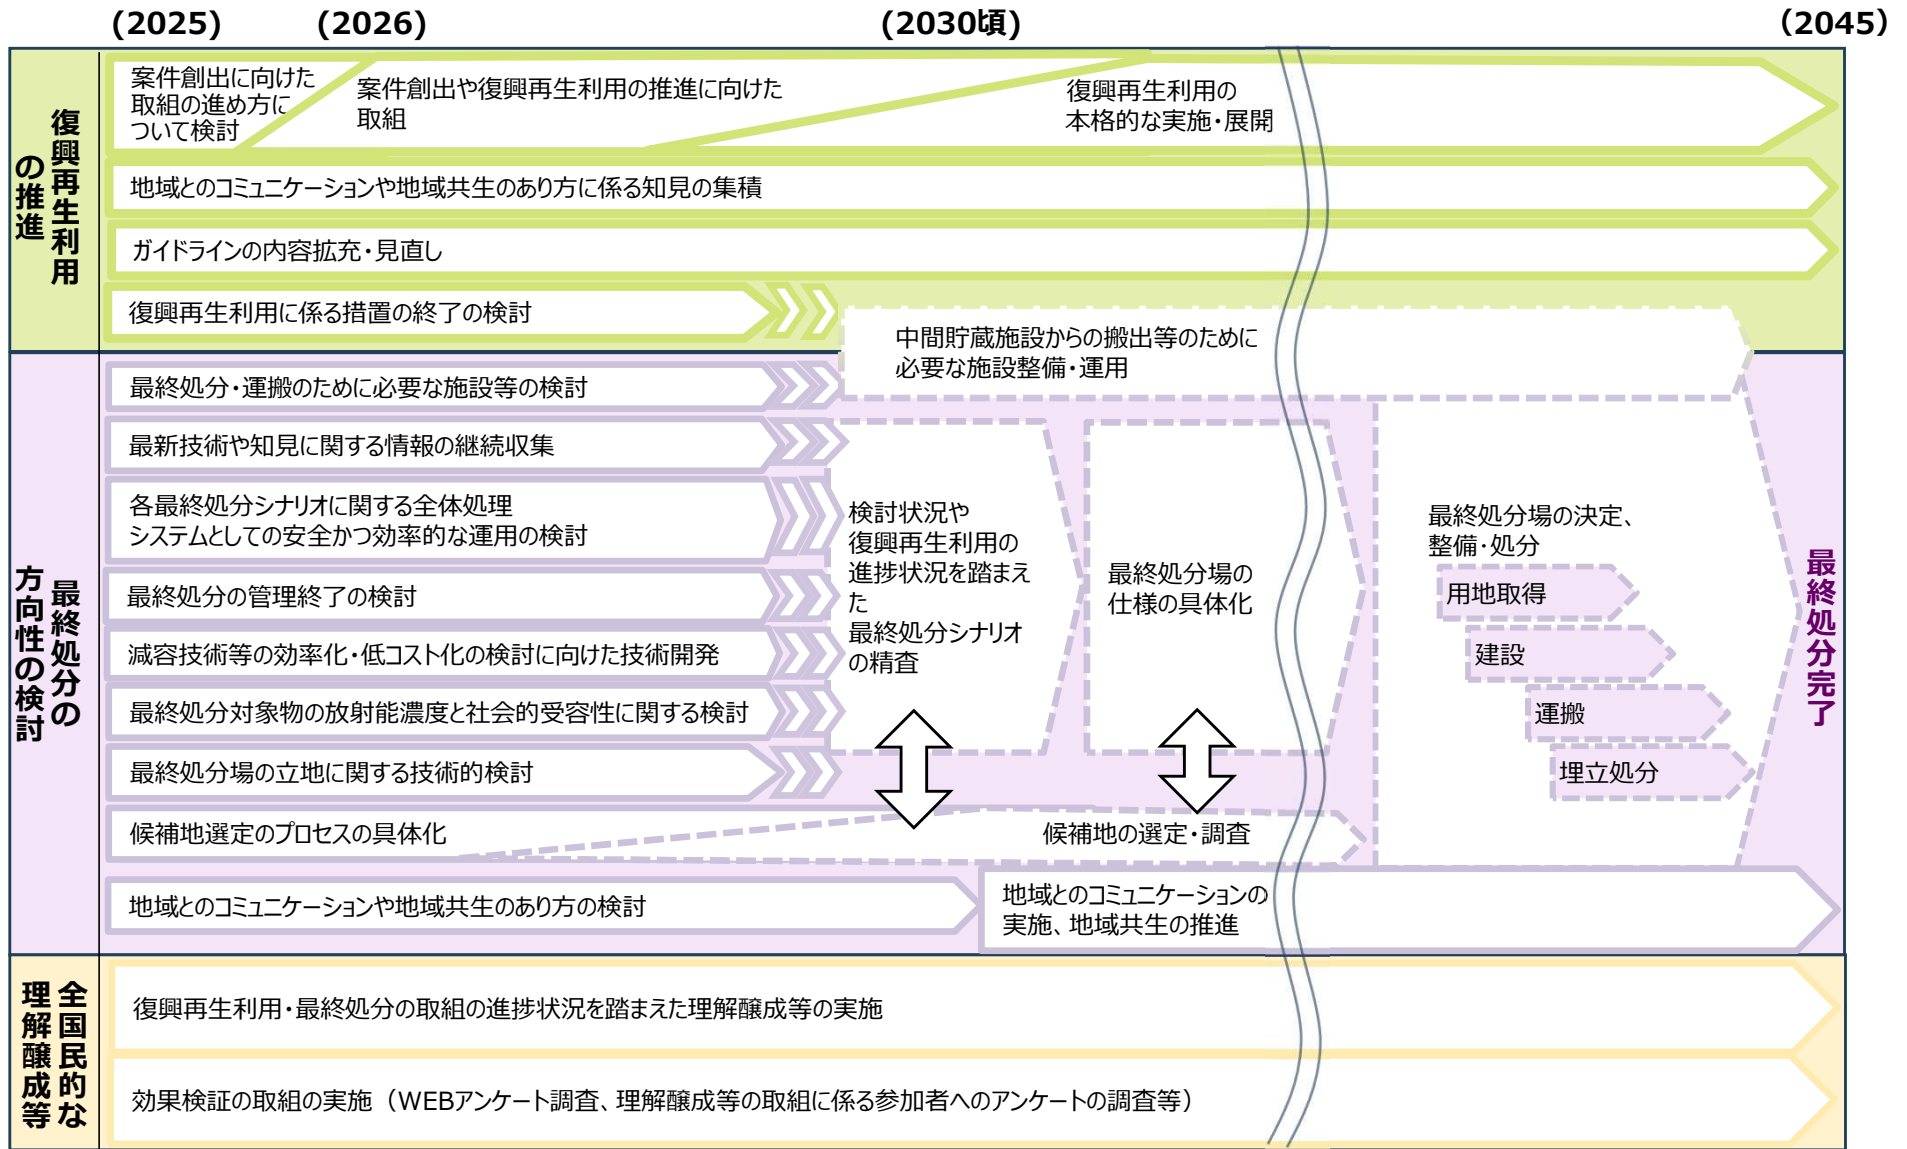 (2025)
(2026)
(2030頃)
(2045)
復興再生利用
の推進
案件創出に向けた
取組の進め方に
ついて検討
案件創出や復興再生利用の推進に向けた
取組
復興再生利用の
本格的な実施・展開
地域とのコミュニケーションや地域共生のあり方に係る知見の集積
ガイドラインの内容拡充・見直し
復興再生利用に係る措置の終了の検討
中間貯蔵施設からの搬出等のために
必要な施設整備・運用
最終処分の
方向性の検討
最終処分・運搬のために必要な施設等の検討
最新技術や知見に関する情報の継続収集
各最終処分シナリオに関する全体処理
システムとしての安全かつ効率的な運用の検討
最終処分の管理終了の検討
減容技術等の効率化・低コスト化の検討に向けた技術開発
最終処分対象物の放射能濃度と社会的受容性に関する検討
最終処分場の立地に関する技術的検討
検討状況や
復興再生利用の
進捗状況を踏まえ
た
最終処分シナリオ
の精査
最終処分場の
仕様の具体化
最終処分場の決定、
整備・処分
用地取得
建設
運搬
埋立処分
最終処分完了
候補地選定のプロセスの具体化
候補地の選定・調査
地域とのコミュニケーションや地域共生のあり方の検討
地域とのコミュニケーションの
実施、地域共生の推進
全国民的な
理解醸成等
復興再生利用・最終処分の取組の進捗状況を踏まえた理解醸成等の実施
効果検証の取組の実施（WEBアンケート調査、理解醸成等の取組に係る参加者へのアンケートの調査等）